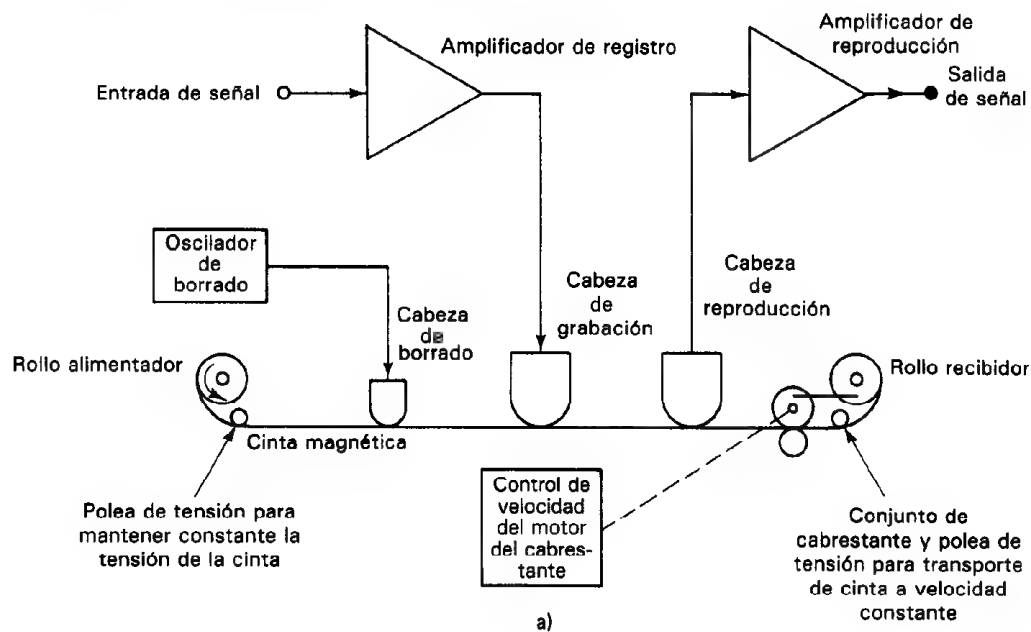 Amplificador de registro
Amplificador de
reproducción
Entrada de señal
Salida
de señal
Oscilador
de
borrado
Cabeza
de
borrado
Cabeza
de
grabación
Cabeza
de
reproducción
Rollo alimentador
Rollo recibidor
Cinta magnética
Polea de tensión para
mantener constante la
tensión de la cinta
Control de
velocidad
del motor
del cabres-
tante
Conjunto de
cabrestante y polea de
tensión para transporte
de cinta a velocidad
constante
a)